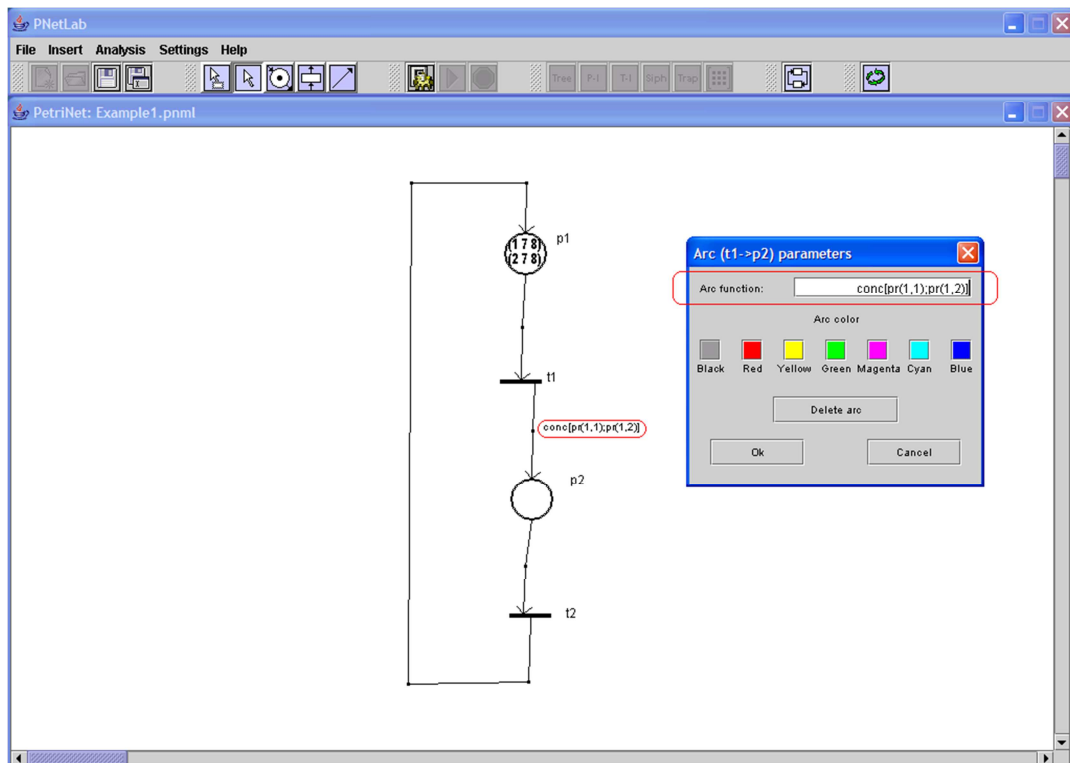 PNetLab
File Insert Analysis Settings Help
Tree P-I T-I Siph Trap
PetriNet: Example1.pnml
p1
(1 7 8)
(2 7 8)
t1
conc[pr(1,1);pr(1,2)]
p2
t2
Arc (t1->p2) parameters
Arc function: conc[pr(1,1);pr(1,2)]
Arc color
Black Red Yellow Green Magenta Cyan Blue
Delete arc
Ok Cancel